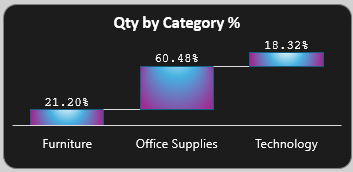 Qty by Category %
18.32%
60.48%
21.20%
Furniture Office Supplies Technology